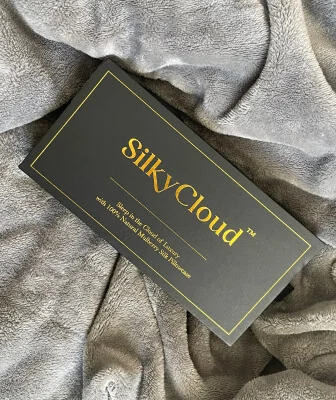 SilkyCloud™
Sleep in the Cloud of Luxury
with 100% Natural Mulberry Silk Pillowcase